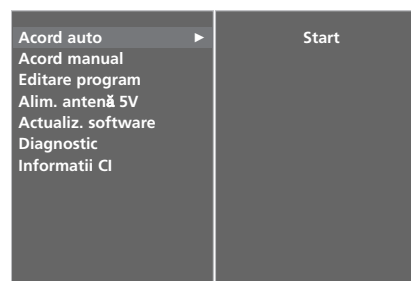 Acord auto ► Start
Acord manual
Editare program
Alim. antenă 5V
Actualiz. software
Diagnostic
Informatii CI